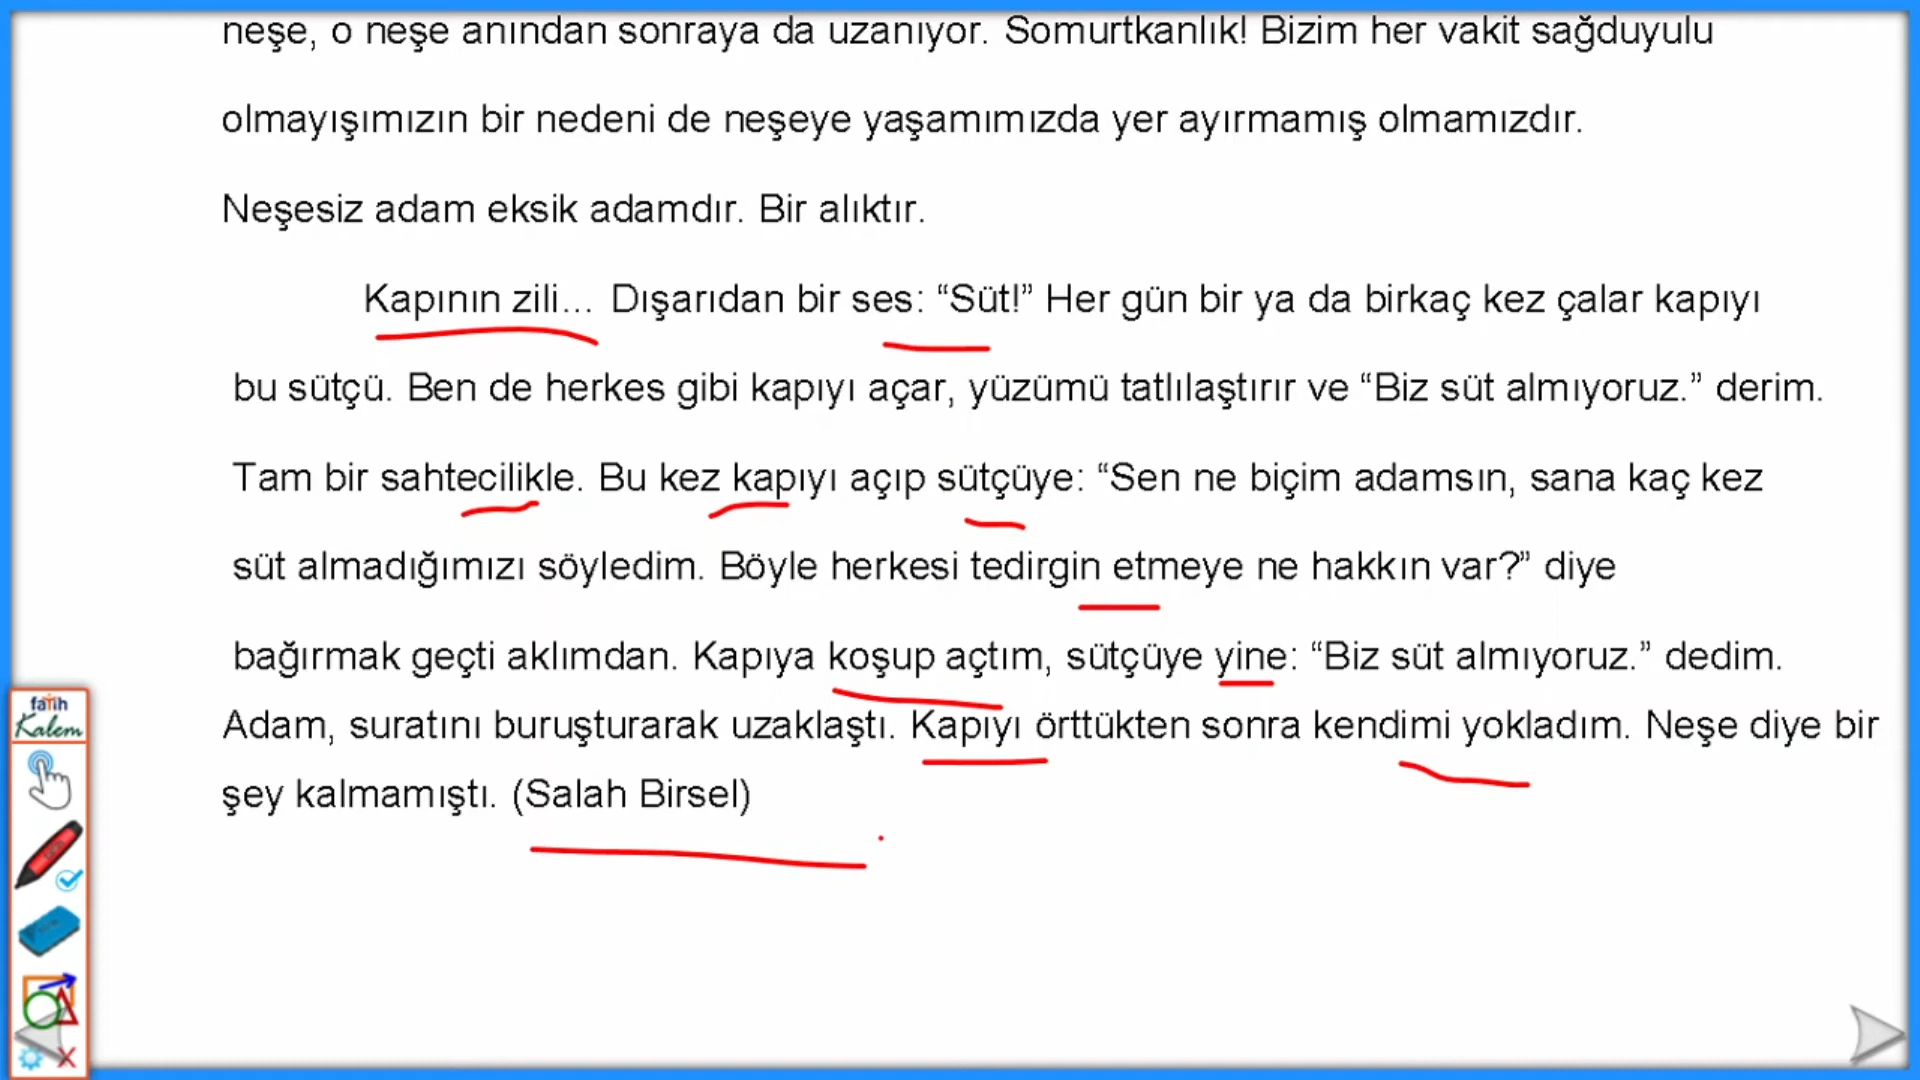 neşe, o neşe anından sonraya da uzanıyor. Somurtkanlık! Bizim her vakit sağduyulu
olmayışımızın bir nedeni de neşeye yaşamımızda yer ayırmamış olmamızdır.
Neşesiz adam eksik adamdır. Bir alıktır.
Kapının zili... Dışarıdan bir ses: “Süt!” Her gün bir ya da birkaç kez çalar kapıyı
bu sütçü. Ben de herkes gibi kapıyı açar, yüzümü tatlılaştırır ve “Biz süt almıyoruz.” derim.
Tam bir sahtecilikle. Bu kez kapıyı açıp sütçüye: “Sen ne biçim adamsın, sana kaç kez
süt almadığımızı söyledim. Böyle herkesi tedirgin etmeye ne hakkın var?” diye
bağırmak geçti aklımdan. Kapıya koşup açtım, sütçüye yine: “Biz süt almıyoruz.” dedim.
Adam, suratını buruşturarak uzaklaştı. Kapıyı örttükten sonra kendimi yokladım. Neşe diye bir
şey kalmamıştı. (Salah Birsel)
fatih
Kalem